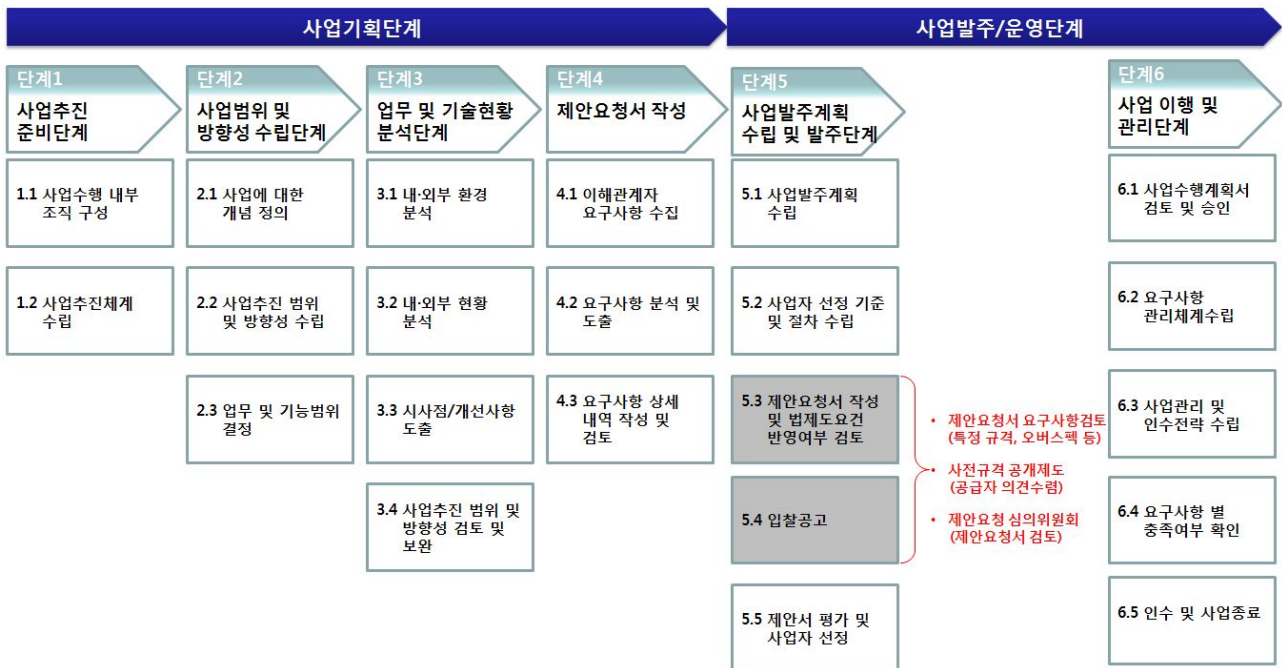 사업기획단계
사업발주/운영단계
단계1
사업추진
준비단계
1.1 사업수행 내부
조직 구성
1.2 사업추진체계
수립
단계2
사업범위 및
방향성 수립단계
2.1 사업에 대한
개념 정의
2.2 사업추진 범위
및 방향성 수립
2.3 업무 및 기능범위
결정
단계3
업무 및 기술현황
분석단계
3.1 내·외부 환경
분석
3.2 내·외부 현황
분석
3.3 시사점/개선사항
도출
3.4 사업추진 범위 및
방향성 검토 및
보완
단계4
제안요청서 작성
4.1 이해관계자
요구사항 수집
4.2 요구사항 분석 및
도출
4.3 요구사항 상세
내역 작성 및
검토
단계5
사업발주계획
수립 및 발주단계
5.1 사업발주계획
수립
5.2 사업자 선정 기준
및 절차 수립
5.3 제안요청서 작성
및 법제도요건
반영여부 검토
5.4 입찰공고
5.5 제안서 평가 및
사업자 선정
• 제안요청서 요구사항검토
(특정 규격, 오버스펙 등)
• 사전규격 공개제도
(공급자 의견수렴)
• 제안요청 심의위원회
(제안요청서 검토)
단계6
사업 이행 및
관리단계
6.1 사업수행계획서
검토 및 승인
6.2 요구사항
관리체계수립
6.3 사업관리 및
인수전략 수립
6.4 요구사항 별
충족여부 확인
6.5 인수 및 사업종료